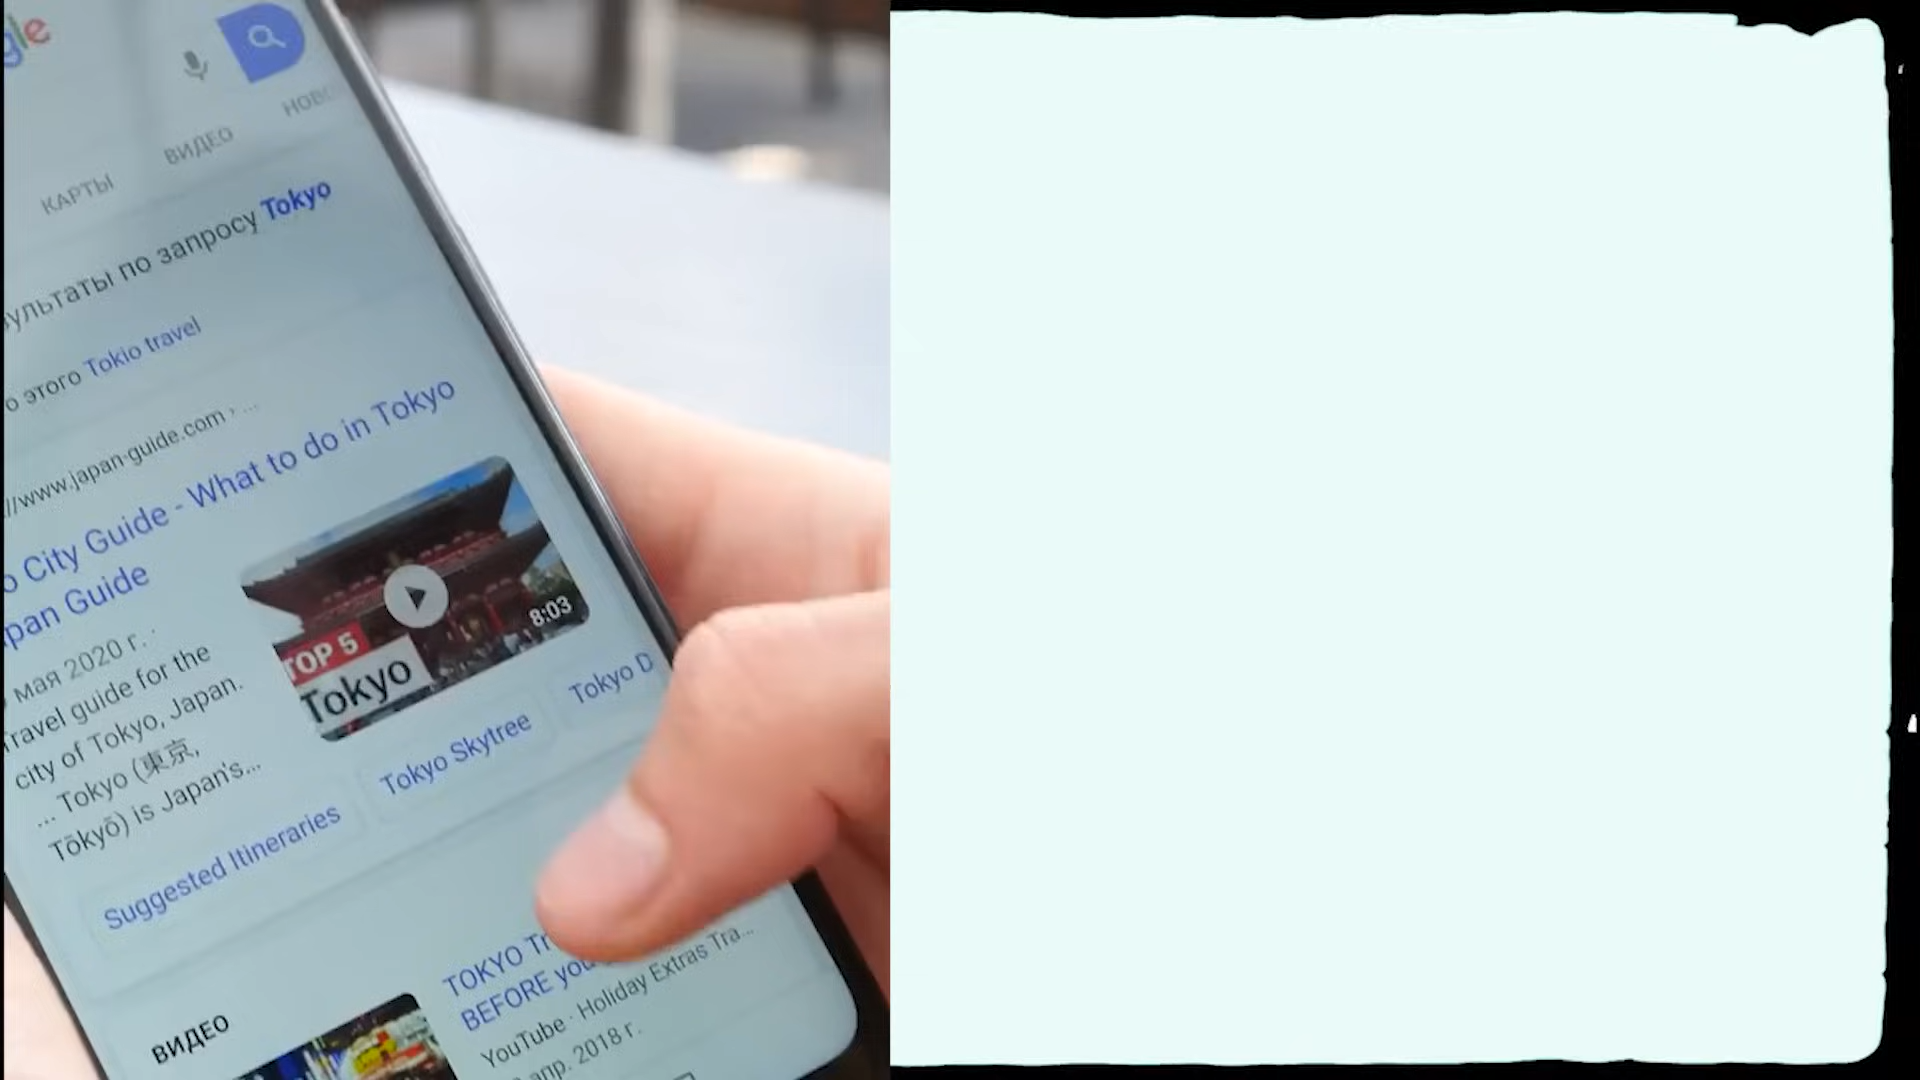 gle
НОВО
ВИДЕО
КАРТЫ
зультаты по запросу Tokyo
о этого Tokio travel
//www.japan-guide.com › ...
o City Guide - What to do in Tokyo
pan Guide
мая 2020 г. ·
Travel guide for the
city of Tokyo, Japan.
... Tokyo (東京,
Tōkyō) is Japan's...
TOP 5
Tokyo
8:03
Suggested Itineraries
Tokyo Skytree
Tokyo D
ВИДЕО
TOKYO Tr
BEFORE you
YouTube · Holiday Extras Tra...
апр. 2018 г.